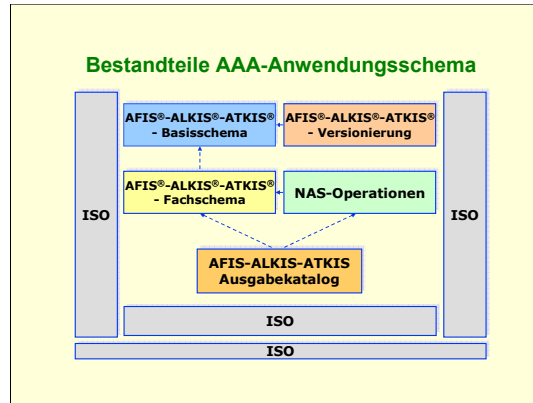 Bestandteile AAA-Anwendungsschema
AFIS®-ALKIS®-ATKIS®
- Basisschema
AFIS®-ALKIS®-ATKIS®
- Versionierung
ISO
AFIS®-ALKIS®-ATKIS®
- Fachschema
NAS-Operationen
ISO
AFIS-ALKIS-ATKIS
Ausgabekatalog
ISO
ISO